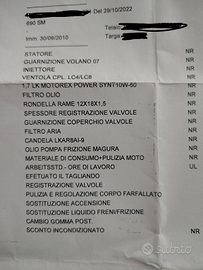 Del 29/10/2022
690 SM
Telaio
Imm 30/09/2010 Targa
STATORE NR
GUARNIZIONE VOLANO 07 NR
INIETTORE NR
VENTOLA CPL. LC4/LC8 NR
1,7 LK MOTOREX POWER SYNT10W-60 NR
FILTRO OLIO NR
RONDELLA RAME 12X18X1,5 NR
SPESSORE REGISTRAZIONE VALVOLE NR
GUARNIZIONE COPERCHIO VALVOLE NR
FILTRO ARIA NR
CANDELA LKAR8AI-9 NR
OLIO POMPA FRIZIONE MAGURA NR
MATERIALE DI CONSUMO+PULIZIA MOTO NR
ARBEITSSTD.- ORE DI LAVORO UL
EFETUATO IL TAGLIANDO
REGISTRAZIONE VALVOLE
PULIZIA E REGOLAZIONE CORPO FARFALLATO
SOSTITUZIONE ACCENSIONE
SOSTITUZIONE LIQUIDO FRENI/FRIZIONE
CAMBIO GOMMA POST.
SCONTO INCONDIZIONATO NR
Subito